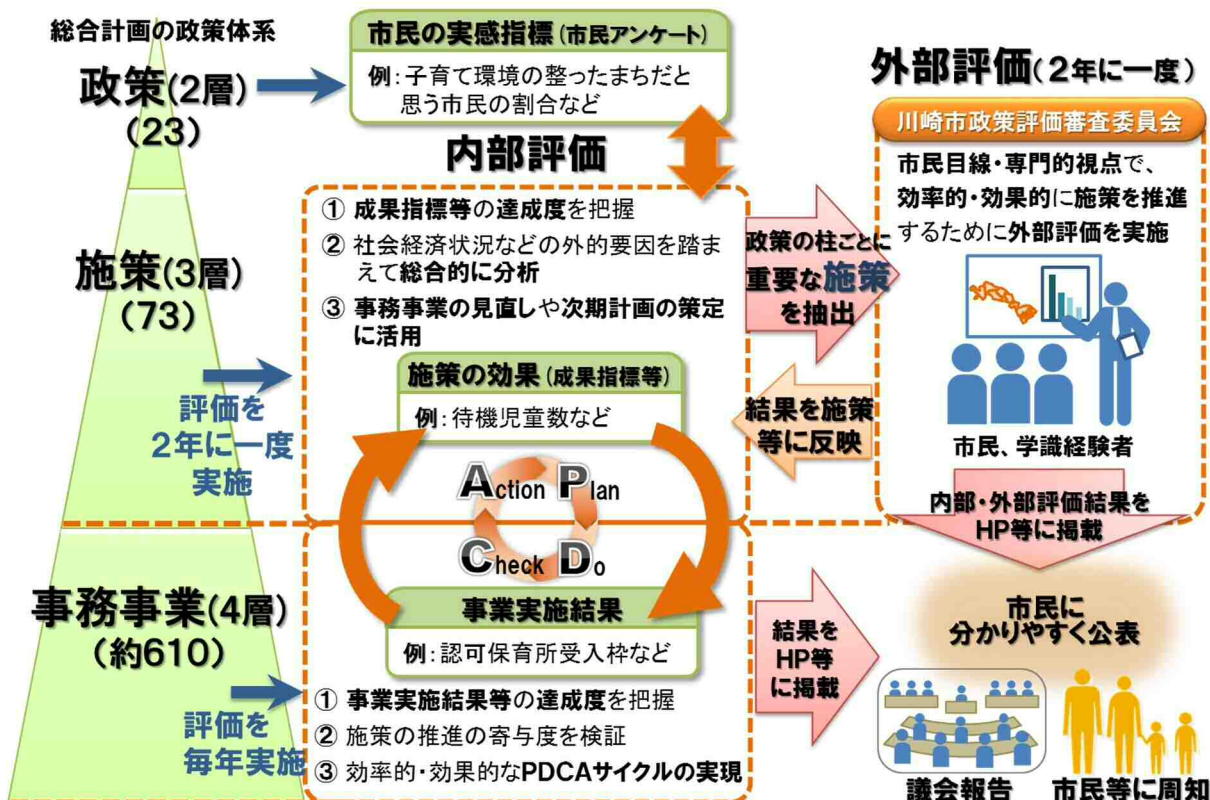 総合計画の政策体系
政策(2層)
(23)
施策(3層)
(73)
評価を
2年に一度
実施
事務事業(4層)
(約610)
評価を
毎年実施
市民の実感指標(市民アンケート)
例:子育て環境の整ったまちだと
思う市民の割合など
内部評価
① 成果指標等の達成度を把握
② 社会経済状況などの外的要因を踏ま
えて総合的に分析
③ 事務事業の見直しや次期計画の策定
に活用
施策の効果(成果指標等)
例:待機児童数など
Action Plan
Check Do
事業実施結果
例:認可保育所受入枠など
① 事業実施結果等の達成度を把握
② 施策の推進の寄与度を検証
③ 効率的・効果的なPDCAサイクルの実現
政策の柱ごとに
重要な施策
を抽出
結果を施策
等に反映
結果を
HP等
に掲載
外部評価(2年に一度)
川崎市政策評価審査委員会
市民目線・専門的視点で、
効率的・効果的に施策を推進
するために外部評価を実施
市民、学識経験者
内部・外部評価結果を
HP等に掲載
市民に
分かりやすく公表
議会報告
市民等に周知